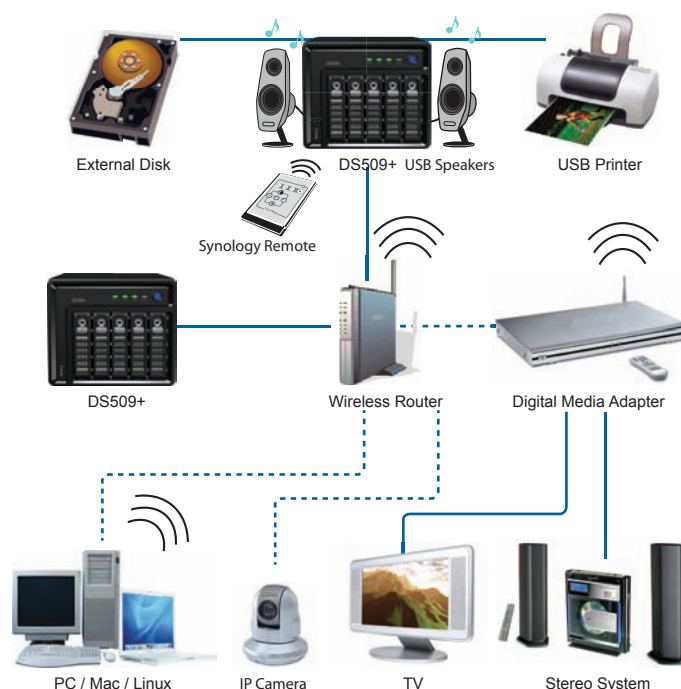 External Disk
DS509+
USB Speakers
USB Printer
Synology Remote
DS509+
Wireless Router
Digital Media Adapter
PC / Mac / Linux
IP Camera
TV
Stereo System